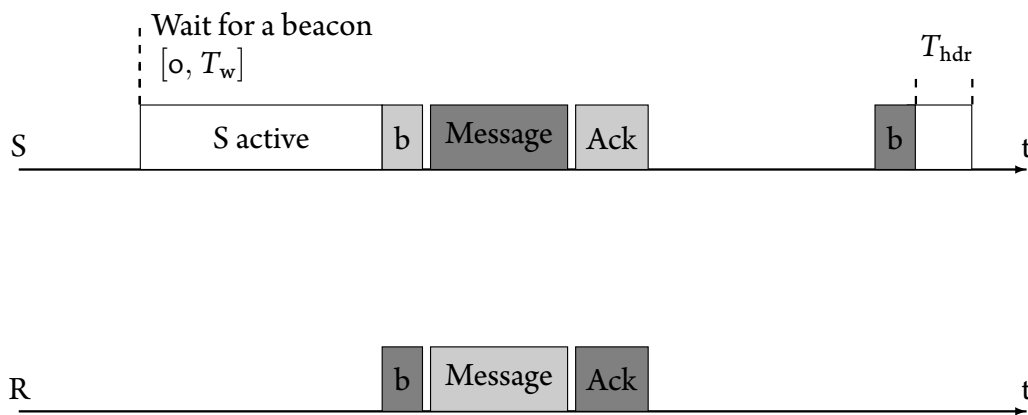 Wait for a beacon
[0, T_w]
T_hdr
S
S active
b
Message
Ack
b
t
R
b
Message
Ack
t